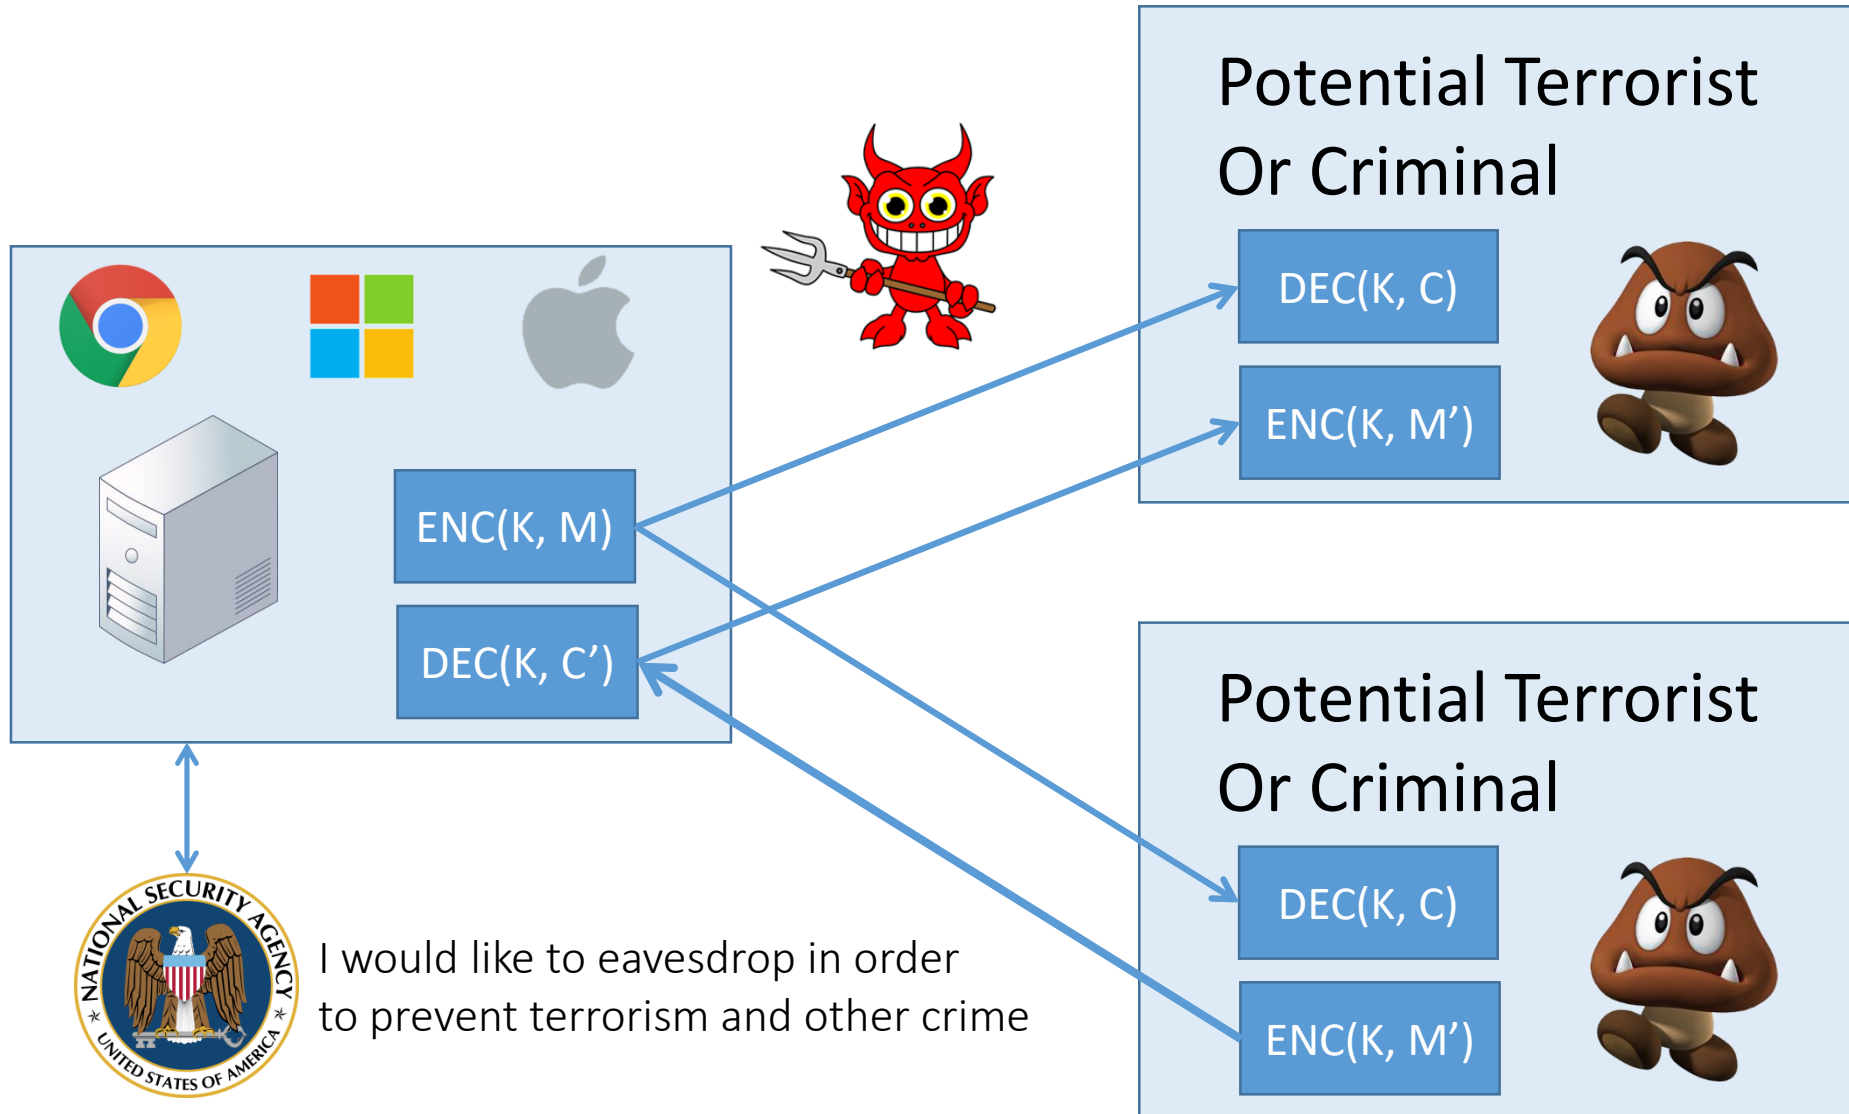 Potential Terrorist
Or Criminal
DEC(K, C)
ENC(K, M’)
ENC(K, M)
DEC(K, C’)
Potential Terrorist
Or Criminal
DEC(K, C)
ENC(K, M’)
NATIONAL SECURITY AGENCY
UNITED STATES OF AMERICA
I would like to eavesdrop in order
to prevent terrorism and other crime